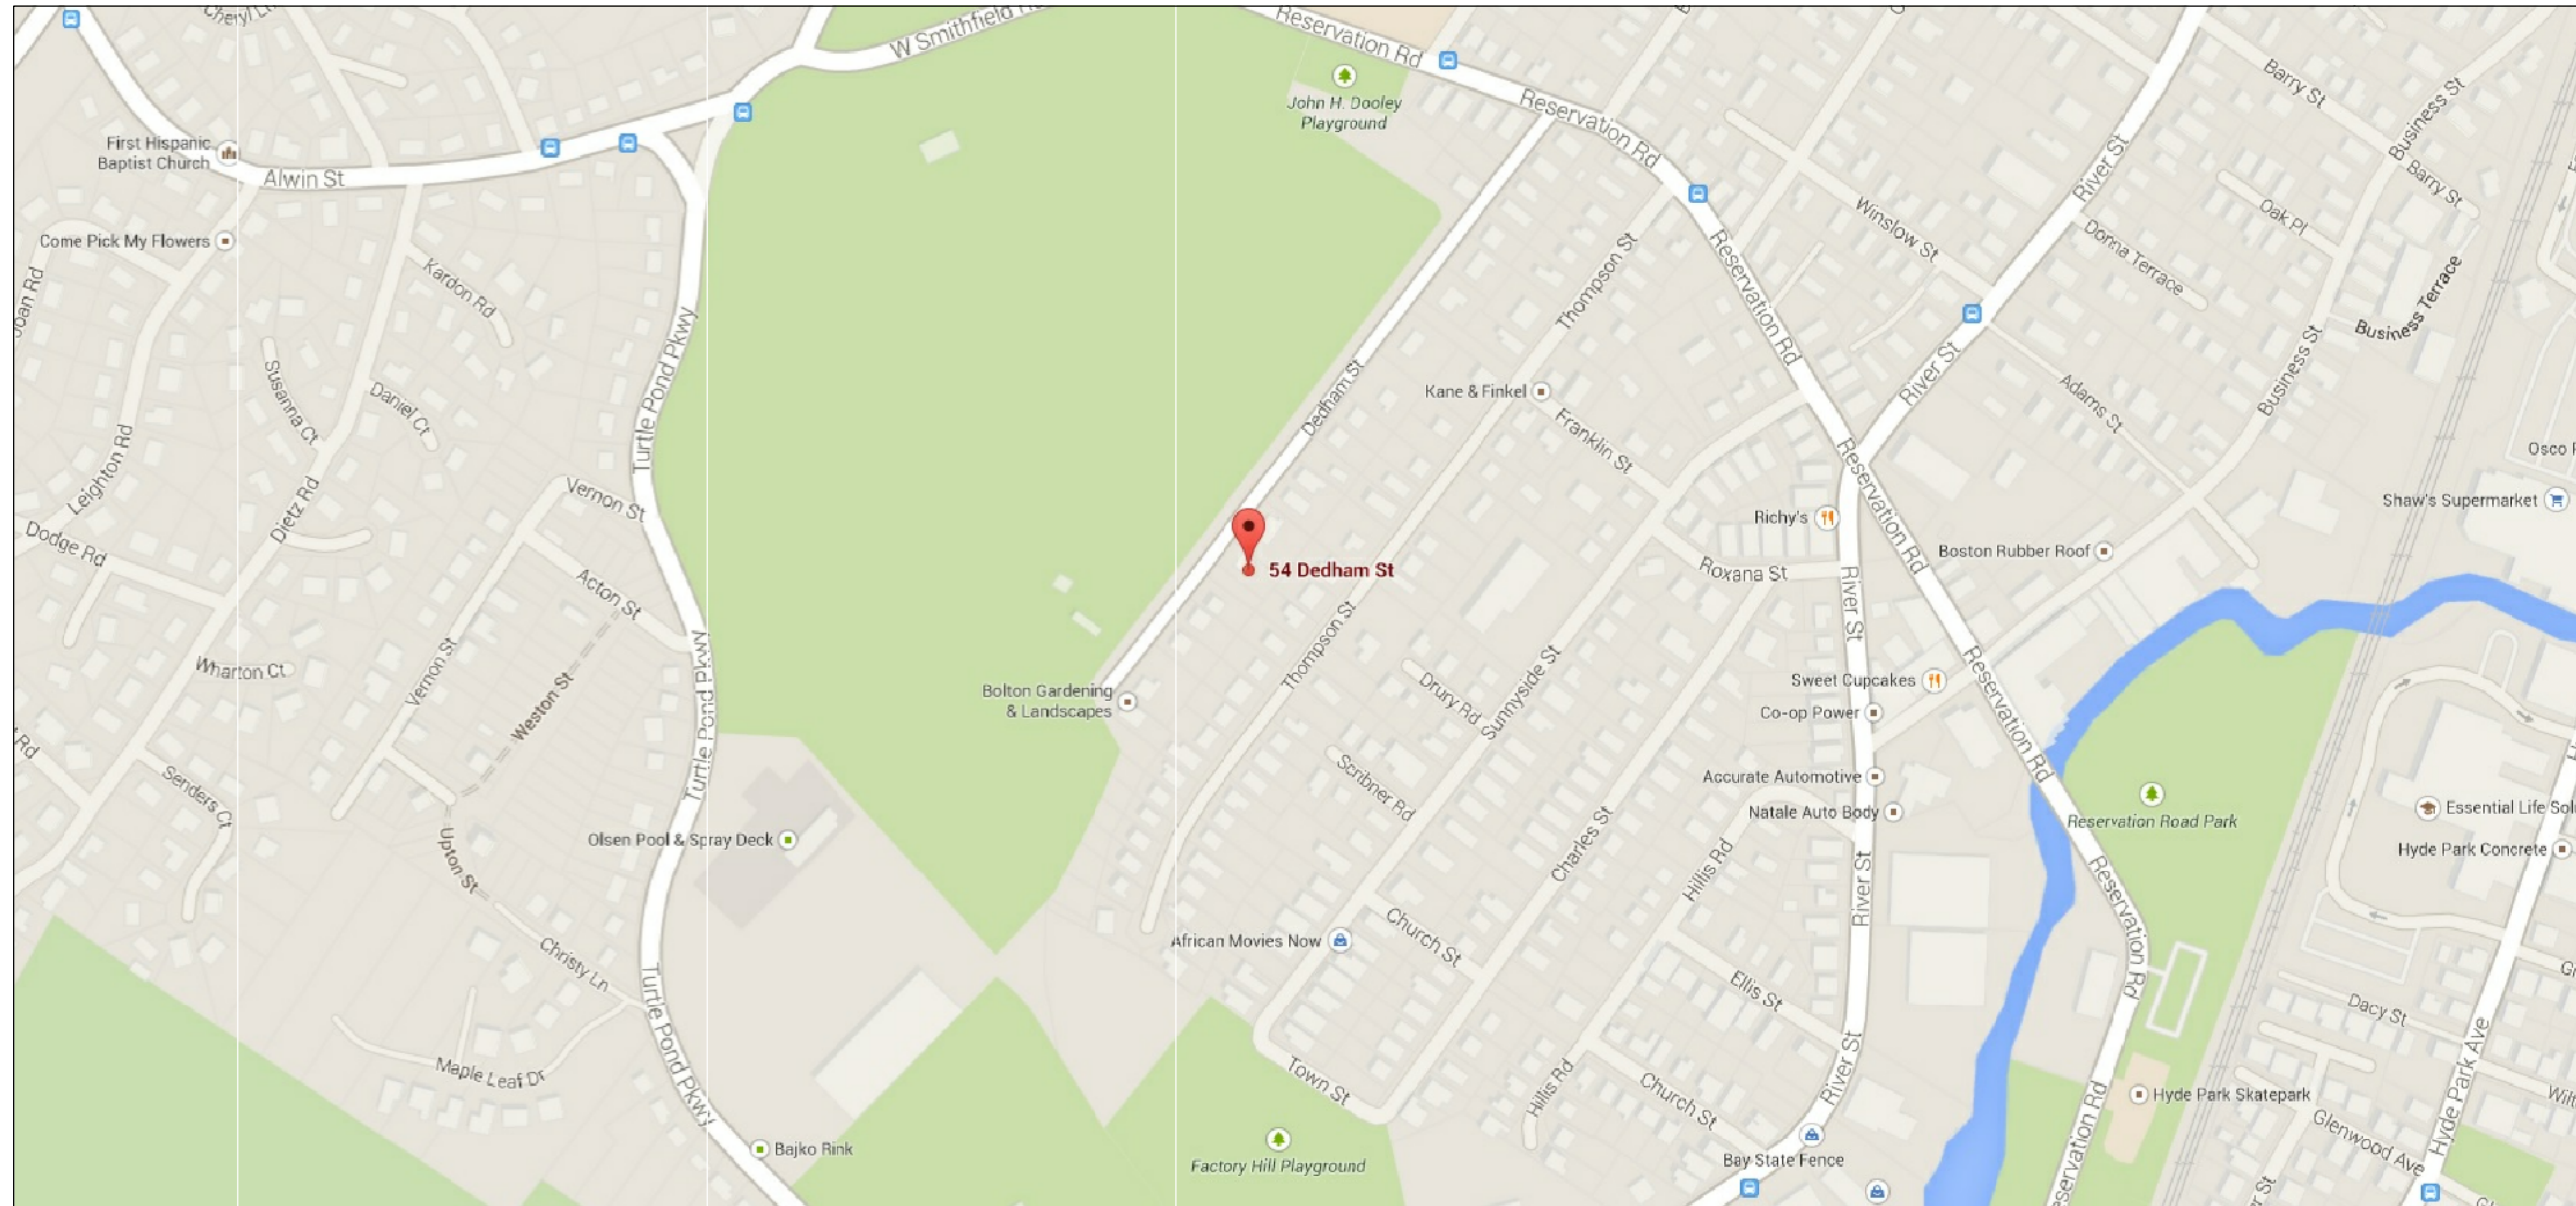 W Smithfield
Reservation Rd
John H. Dooley
Playground
Reservation Rd
Barry St
Business St
Barry St
River St
First Hispanic
Baptist Church
Alwin St
Come Pick My Flowers
Kardon Rd
Winslow St
Oak Pl
Donna Terrace
Business Terrace
Thompson St
Reservation Rd
Turtle Pond Pkwy
Dedham St
River St
Business St
Adams St
Susanna Ct
Daniel Ct
Kane & Finkel
Franklin St
Leighton Rd
Dietz Rd
Vernon St
Dodge Rd
Reservation Rd
Richy's
Shaw's Supermarket
Osco
Boston Rubber Roof
54 Dedham St
Roxana St
Acton St
River St
Thompson St
Wharton Ct
Vernon St
Weston St
Turtle Pond Pkwy
Bolton Gardening
& Landscapes
Drury Rd
Sunnyside St
Sweet Cupcakes
Co-op Power
Reservation Rd
Rd
Senders Ct
Scribner Rd
Accurate Automotive
Natale Auto Body
Reservation Road Park
Essential Life
Hyde Park Concrete
Olsen Pool & Spray Deck
Upton St
Charles St
Hillis Rd
River St
Reservation Rd
Christy Ln
African Movies Now
Church St
Ellis St
Dacy St
Turtle Pond Pkwy
Maple Leaf Dr
Town St
Hillis Rd
Church St
River St
Reservation Rd
Hyde Park Skatepark
Hyde Park Ave
Glenwood Ave
Bajko Rink
Factory Hill Playground
Bay State Fence